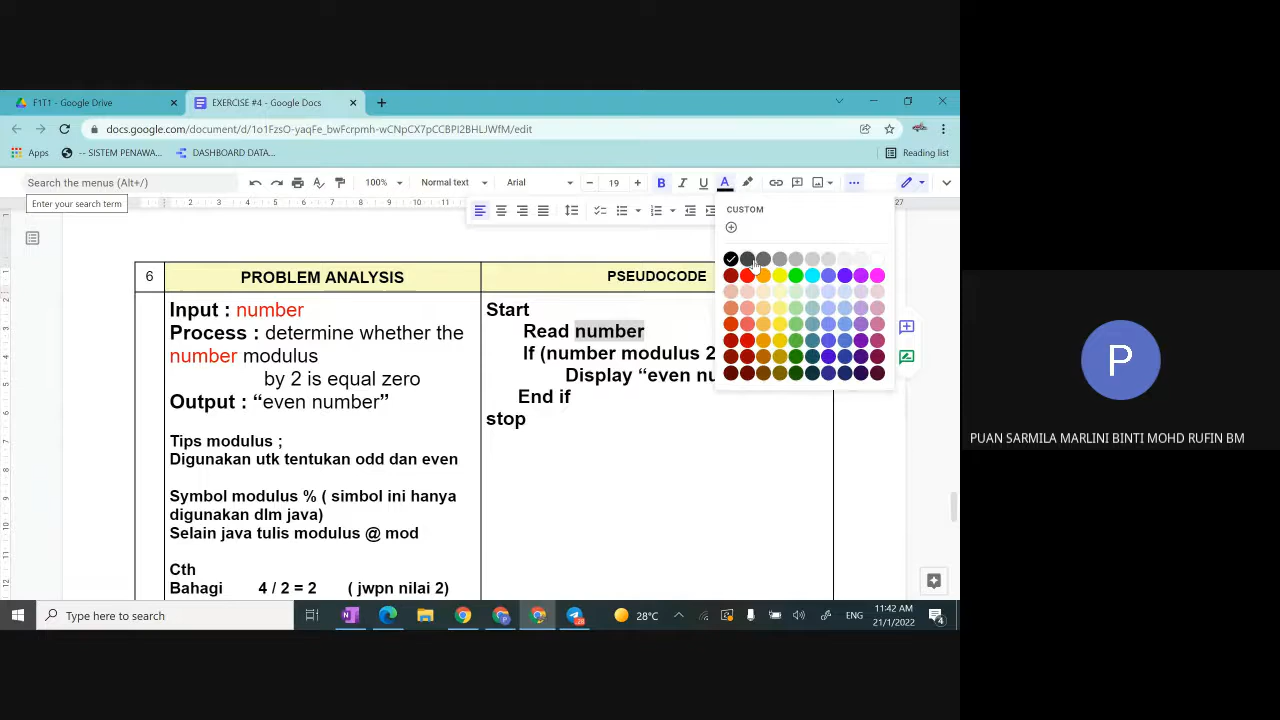 F1T1 - Google Drive
EXERCISE #4 - Google Docs
docs.google.com/document/d/1o1FzsO-yaqFe_bwFcrpmh-wCNpCX7pCCBPI2BHLJWfM/edit
Apps
-- SISTEM PENAWA...
DASHBOARD DATA...
Reading list
Search the menus (Alt+/)
100%
Normal text
Arial
19
Enter your search term
CUSTOM
6
PROBLEM ANALYSIS
PSEUDOCODE
Input : number
Process : determine whether the
number modulus
by 2 is equal zero
Output : “even number”
Tips modulus ;
Digunakan utk tentukan odd dan even
Symbol modulus % ( simbol ini hanya
digunakan dlm java)
Selain java tulis modulus @ mod
Cth
Bahagi 4 / 2 = 2 ( jwpn nilai 2)
Start
Read number
If (number modulus 2
Display “even nu
End if
stop
P
PUAN SARMILA MARLINI BINTI MOHD RUFIN BM
Type here to search
28°C
ENG
11:42 AM
21/1/2022
4